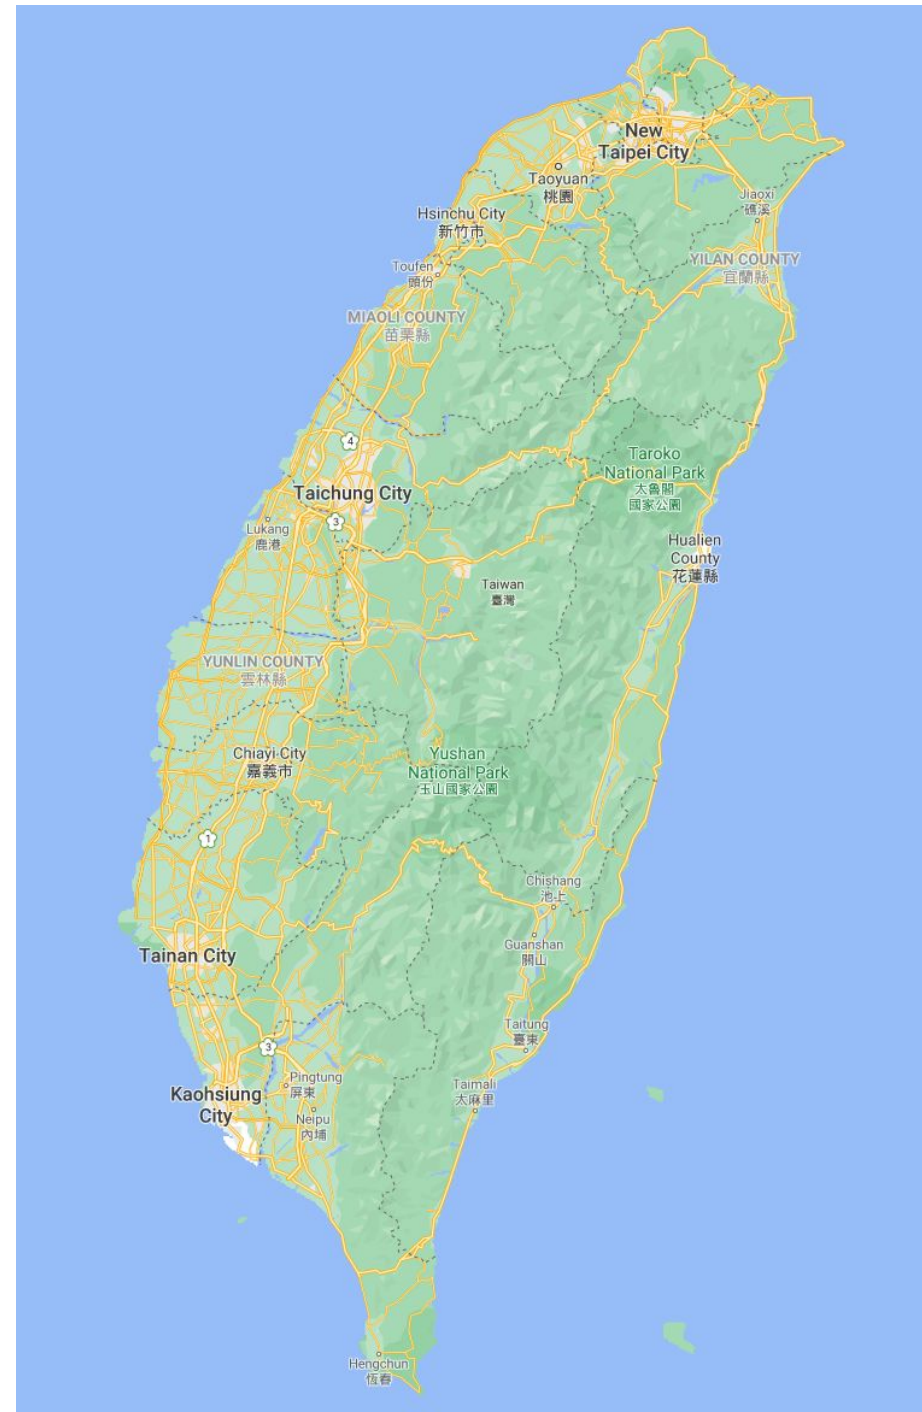 New
Taipei City
Taoyuan
桃園
Jiaoxi
礁溪
Hsinchu City
新竹市
Toufen
頭份
YILAN COUNTY
宜蘭縣
MIAOLI COUNTY
苗栗縣
4
Taroko
National Park
太魯閣
國家公園
Taichung City
3
Lukang
鹿港
Hualien
County
花蓮縣
Taiwan
臺灣
YUNLIN COUNTY
雲林縣
Chiayi City
嘉義市
Yushan
National Park
玉山國家公園
1
Chishang
池上
Guanshan
關山
Tainan City
Taitung
臺東
3
Pingtung
屏東
Taimali
太麻里
Kaohsiung
City
Neipu
內埔
Hengchun
恆春